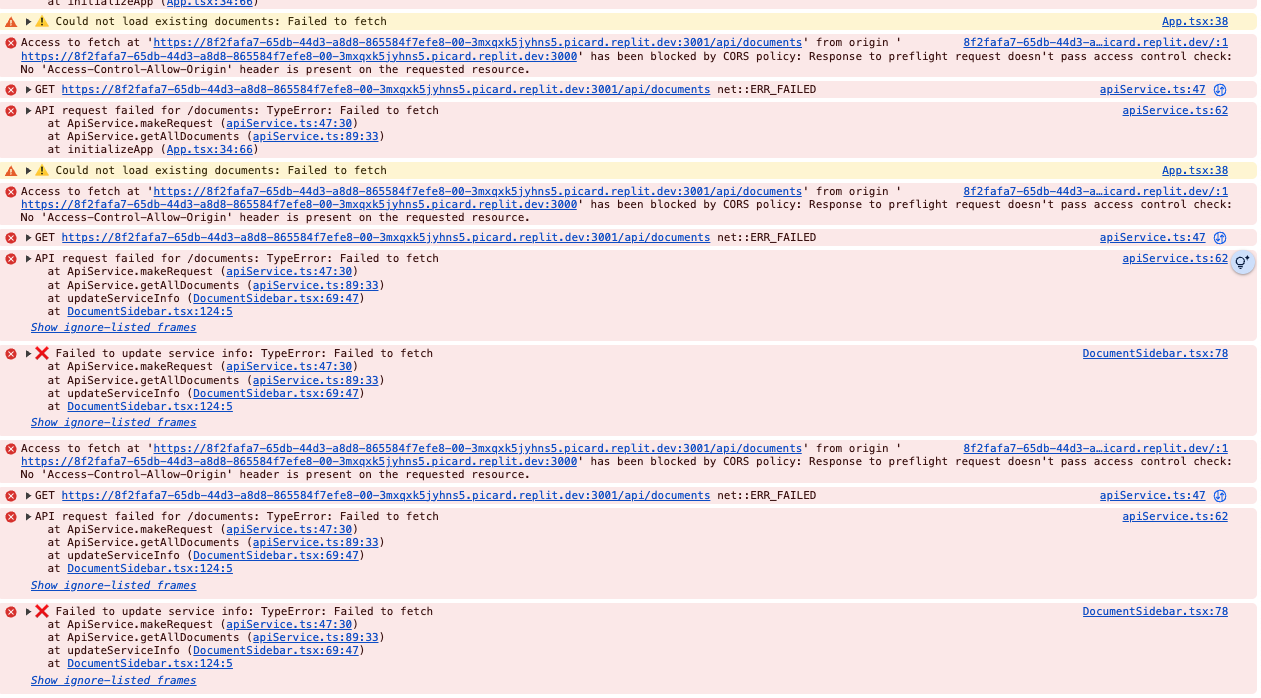 at initializeApp (App.tsx:34:66)
Could not load existing documents: Failed to fetch App.tsx:38
Access to fetch at 'https://8f2fafa7-65db-44d3-a8d8-865584f7efe8-00-3mxqxk5jyhns5.picard.replit.dev:3001/api/documents' from origin ' 8f2fafa7-65db-44d3-a…icard.replit.dev/:1
https://8f2fafa7-65db-44d3-a8d8-865584f7efe8-00-3mxqxk5jyhns5.picard.replit.dev:3000' has been blocked by CORS policy: Response to preflight request doesn't pass access control check:
No 'Access-Control-Allow-Origin' header is present on the requested resource.
GET https://8f2fafa7-65db-44d3-a8d8-865584f7efe8-00-3mxqxk5jyhns5.picard.replit.dev:3001/api/documents net::ERR_FAILED apiService.ts:47
API request failed for /documents: TypeError: Failed to fetch apiService.ts:62
at ApiService.makeRequest (apiService.ts:47:30)
at ApiService.getAllDocuments (apiService.ts:89:33)
at initializeApp (App.tsx:34:66)
Could not load existing documents: Failed to fetch App.tsx:38
Access to fetch at 'https://8f2fafa7-65db-44d3-a8d8-865584f7efe8-00-3mxqxk5jyhns5.picard.replit.dev:3001/api/documents' from origin ' 8f2fafa7-65db-44d3-a…icard.replit.dev/:1
https://8f2fafa7-65db-44d3-a8d8-865584f7efe8-00-3mxqxk5jyhns5.picard.replit.dev:3000' has been blocked by CORS policy: Response to preflight request doesn't pass access control check:
No 'Access-Control-Allow-Origin' header is present on the requested resource.
GET https://8f2fafa7-65db-44d3-a8d8-865584f7efe8-00-3mxqxk5jyhns5.picard.replit.dev:3001/api/documents net::ERR_FAILED apiService.ts:47
API request failed for /documents: TypeError: Failed to fetch apiService.ts:62
at ApiService.makeRequest (apiService.ts:47:30)
at ApiService.getAllDocuments (apiService.ts:89:33)
at updateServiceInfo (DocumentSidebar.tsx:69:47)
at DocumentSidebar.tsx:124:5
Show ignore-listed frames
Failed to update service info: TypeError: Failed to fetch DocumentSidebar.tsx:78
at ApiService.makeRequest (apiService.ts:47:30)
at ApiService.getAllDocuments (apiService.ts:89:33)
at updateServiceInfo (DocumentSidebar.tsx:69:47)
at DocumentSidebar.tsx:124:5
Show ignore-listed frames
Access to fetch at 'https://8f2fafa7-65db-44d3-a8d8-865584f7efe8-00-3mxqxk5jyhns5.picard.replit.dev:3001/api/documents' from origin ' 8f2fafa7-65db-44d3-a…icard.replit.dev/:1
https://8f2fafa7-65db-44d3-a8d8-865584f7efe8-00-3mxqxk5jyhns5.picard.replit.dev:3000' has been blocked by CORS policy: Response to preflight request doesn't pass access control check:
No 'Access-Control-Allow-Origin' header is present on the requested resource.
GET https://8f2fafa7-65db-44d3-a8d8-865584f7efe8-00-3mxqxk5jyhns5.picard.replit.dev:3001/api/documents net::ERR_FAILED apiService.ts:47
API request failed for /documents: TypeError: Failed to fetch apiService.ts:62
at ApiService.makeRequest (apiService.ts:47:30)
at ApiService.getAllDocuments (apiService.ts:89:33)
at updateServiceInfo (DocumentSidebar.tsx:69:47)
at DocumentSidebar.tsx:124:5
Show ignore-listed frames
Failed to update service info: TypeError: Failed to fetch DocumentSidebar.tsx:78
at ApiService.makeRequest (apiService.ts:47:30)
at ApiService.getAllDocuments (apiService.ts:89:33)
at updateServiceInfo (DocumentSidebar.tsx:69:47)
at DocumentSidebar.tsx:124:5
Show ignore-listed frames